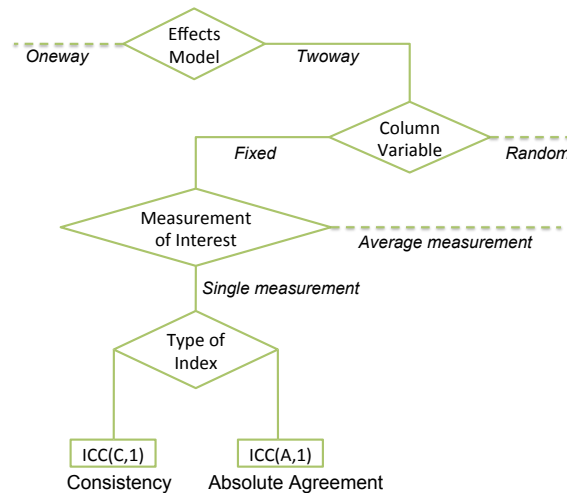 Effects
Model
Oneway
Twoway
Column
Variable
Fixed
Random
Measurement
of Interest
Average measurement
Single measurement
Type of
Index
ICC(C,1)
ICC(A,1)
Consistency
Absolute Agreement